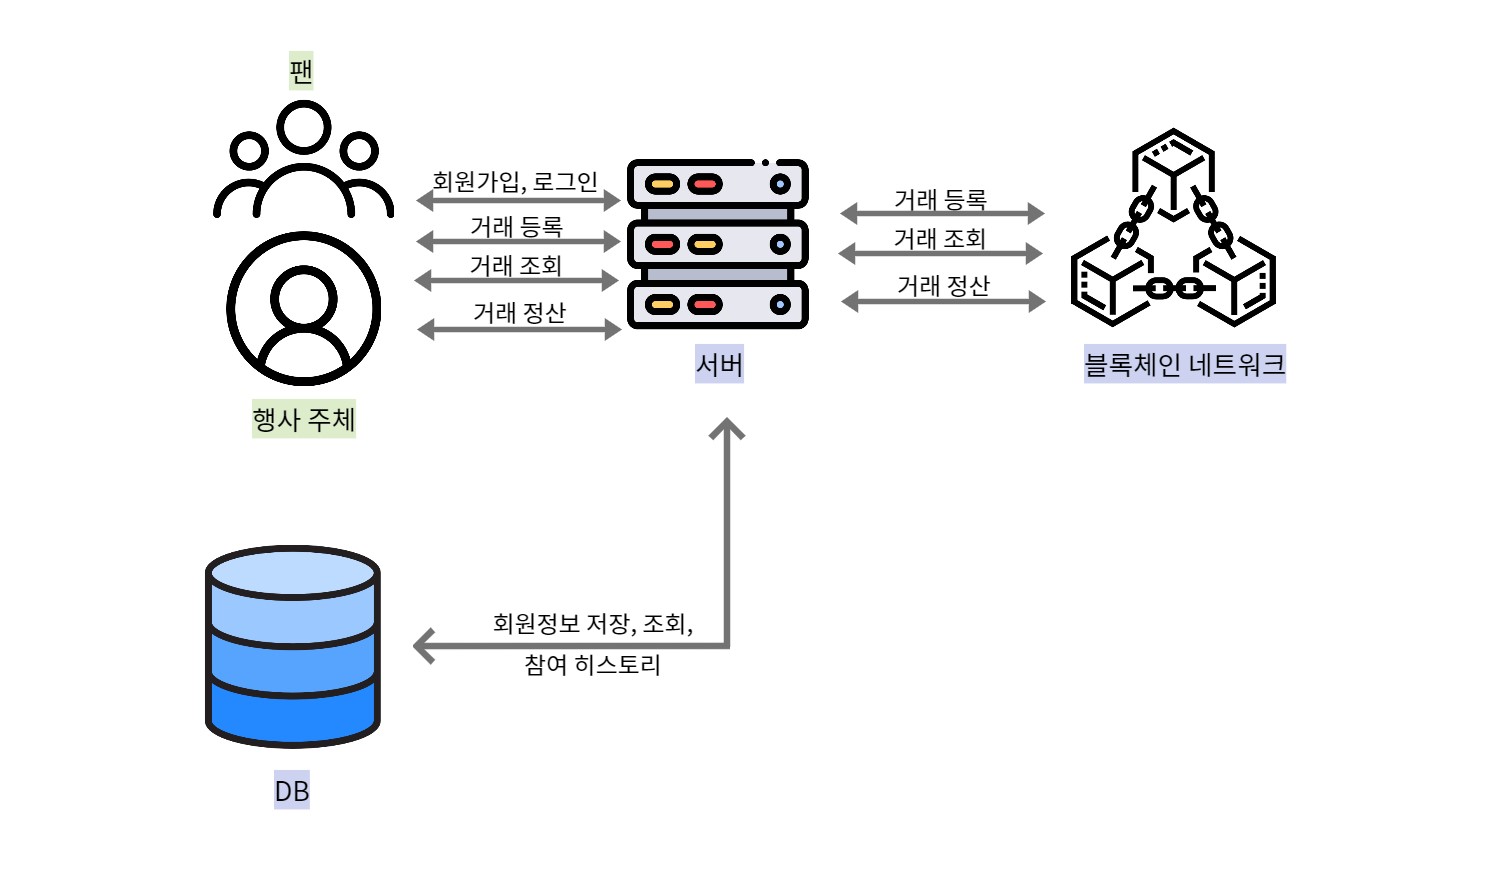 팬
회원가입, 로그인
거래 등록
거래 조회
거래 정산
행사 주체
서버
거래 등록
거래 조회
거래 정산
블록체인 네트워크
회원정보 저장, 조회,
참여 히스토리
DB